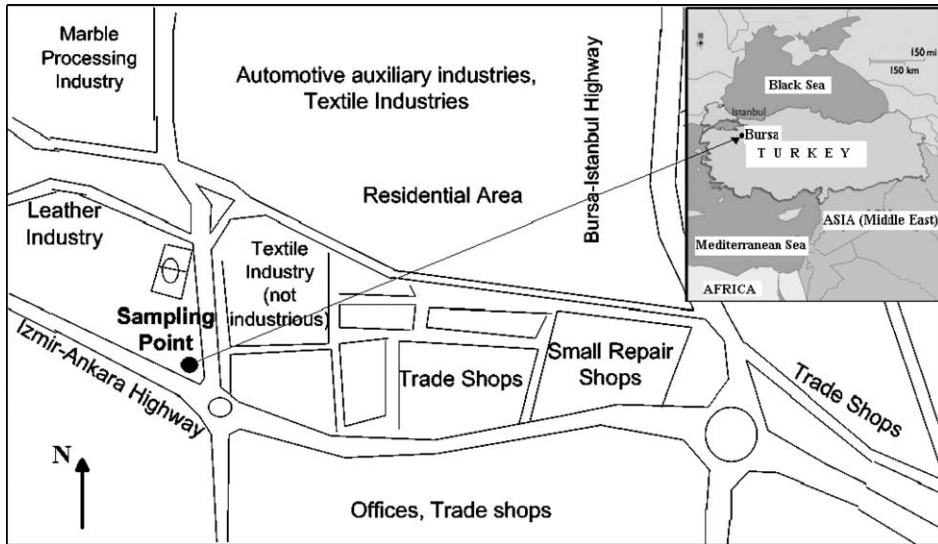 Marble
Processing
Industry
Automotive auxiliary industries,
Textile Industries
Bursa-Istanbul Highway
Residential Area
Leather
Industry
Textile
Industry
(not
industrious)
Sampling
Point
Izmir-Ankara Highway
Trade Shops
Small Repair
Shops
Trade Shops
Offices, Trade shops
N
150 mi
150 km
Black Sea
Istanbul
Bursa
T U R K E Y
ASIA (Middle East)
Mediterranean Sea
AFRICA